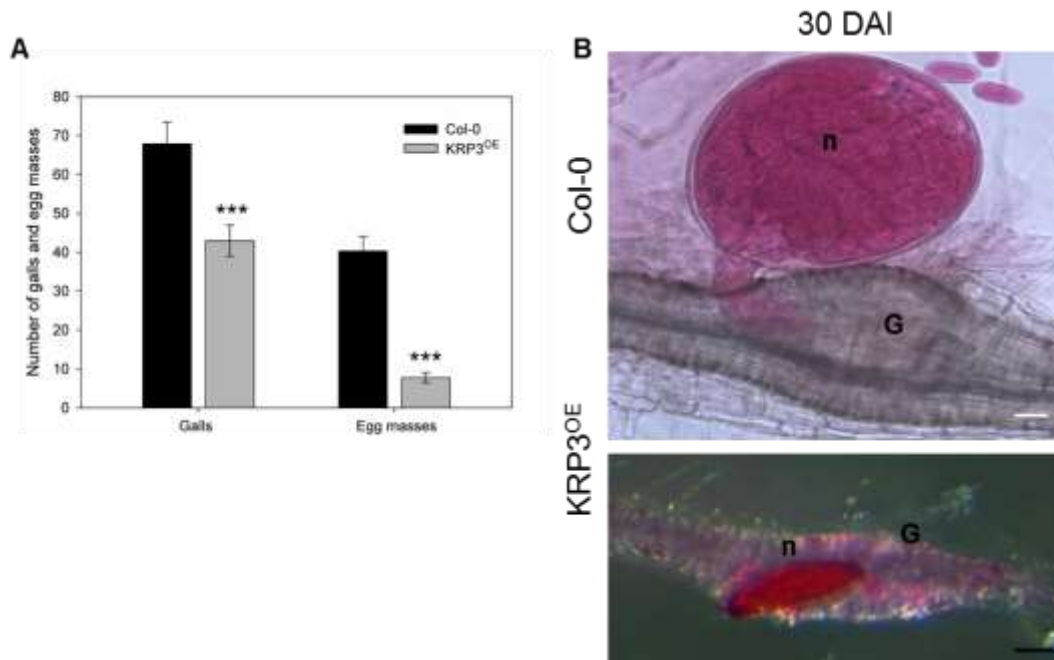 A
Number of galls and egg masses
80
70
60
50
40
30
20
10
0
Col-0
KRP3OE
***
***
Galls
Egg masses
B
30 DAI
Col-0
n
G
KRP3OE
n
G